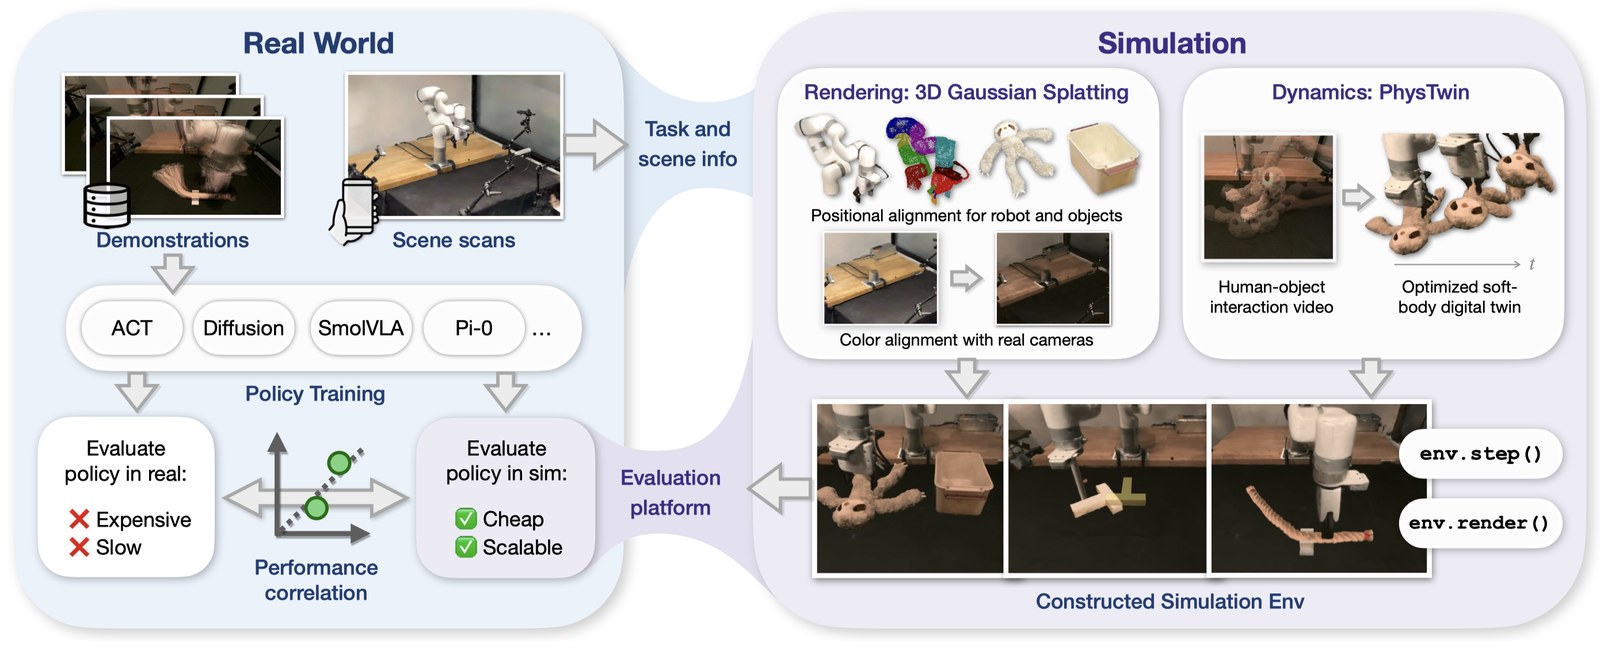 Real World
Demonstrations
Scene scans
Task and
scene info
ACT
Diffusion
SmolVLA
Pi-0
...
Policy Training
Evaluate
policy in real:
❌ Expensive
❌ Slow
Performance
correlation
Evaluate
policy in sim:
✅ Cheap
✅ Scalable
Evaluation
platform
Simulation
Rendering: 3D Gaussian Splatting
Positional alignment for robot and objects
Color alignment with real cameras
Dynamics: PhysTwin
t
Human-object
interaction video
Optimized soft-
body digital twin
env.step()
env.render()
Constructed Simulation Env